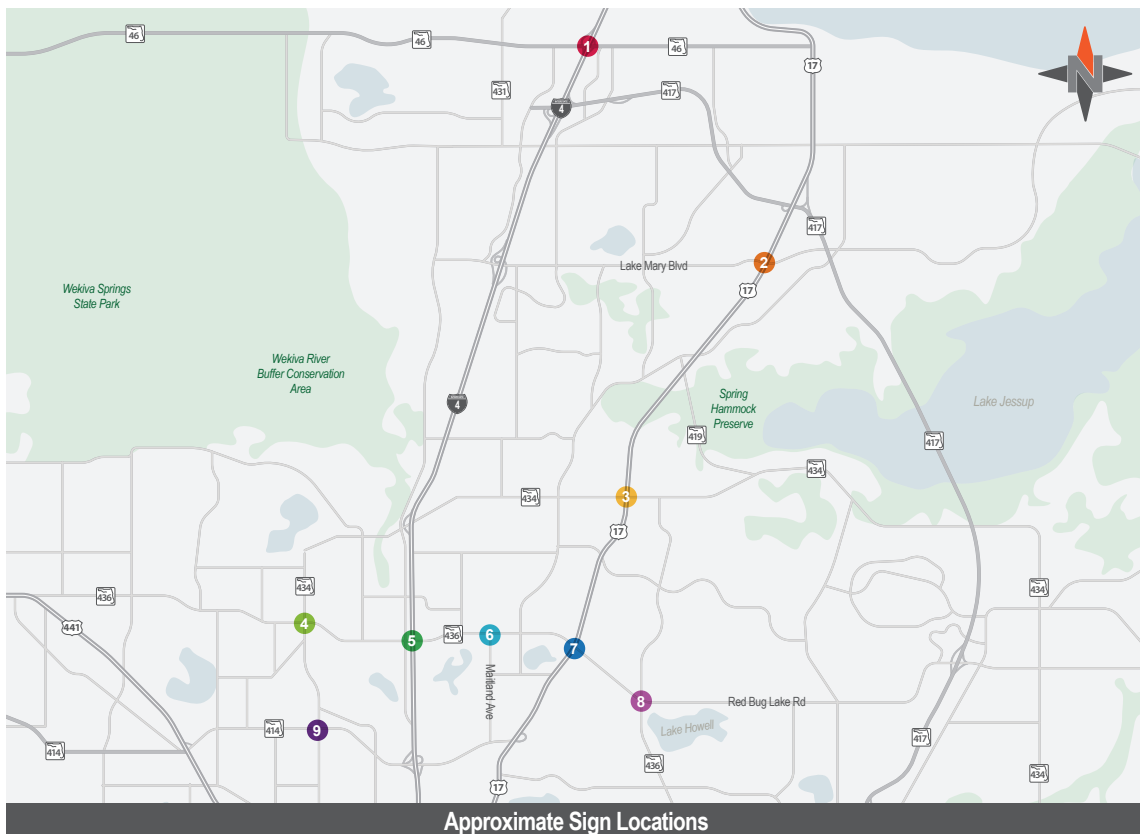 46
46
1
46
17
431
4
417
N
417
2
Lake Mary Blvd
17
Wekiva Springs
State Park
Wekiva River
Buffer Conservation
Area
4
Spring
Hammock
Preserve
Lake Jessup
419
417
434
434
3
17
434
434
436
441
4
5
436
6
7
Maitland Ave
8
Red Bug Lake Rd
9
414
414
Lake Howell
417
436
434
17
Approximate Sign Locations